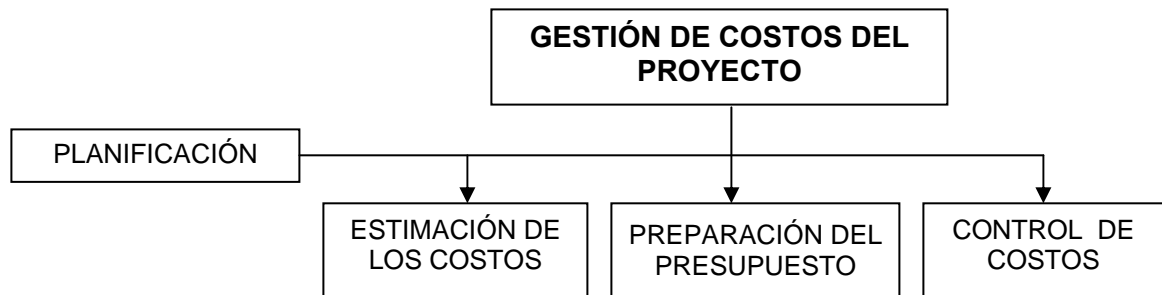 GESTIÓN DE COSTOS DEL
PROYECTO
PLANIFICACIÓN
ESTIMACIÓN DE
LOS COSTOS
PREPARACIÓN DEL
PRESUPUESTO
CONTROL DE
COSTOS